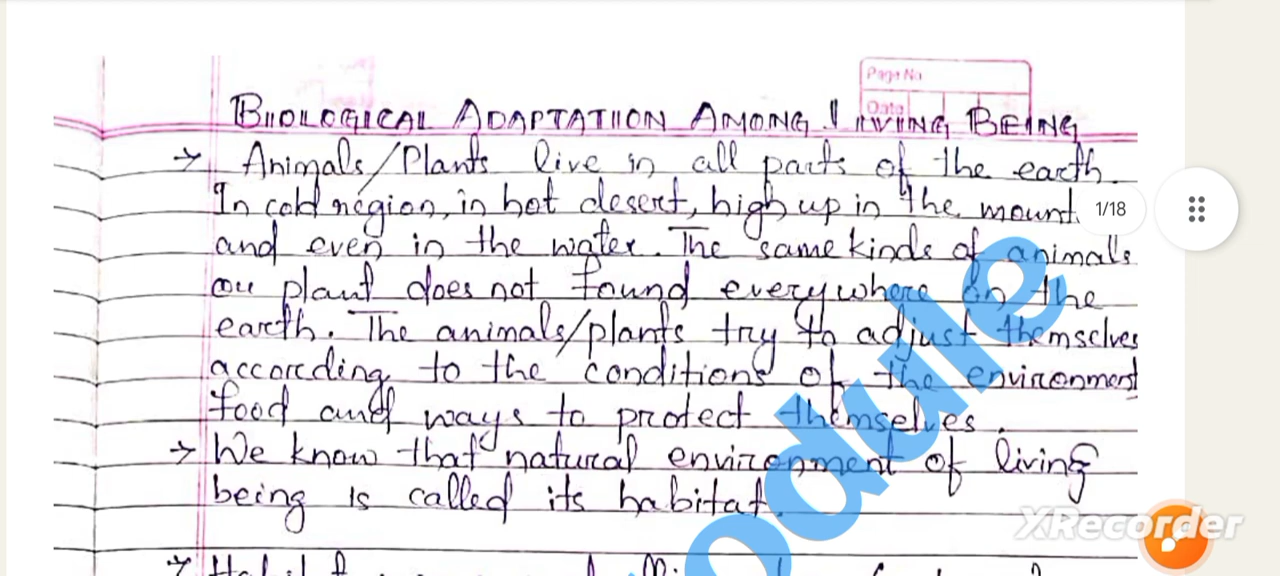 Page No
Date
BIOLOGICAL ADAPTATION AMONG LIVING BEING
→ Animals/Plants live in all parts of the earth.
In cold region, in hot desert, high up in the mount
1/18
and even in the water. The same kinds of animals
or plant does not found everywhere on the
earth. The animals/plants try to adjust themselves
according to the conditions of the environment
food and ways to protect themselves.
→ We know that natural environment of living
being is called its habitat.
odule
XRecorder